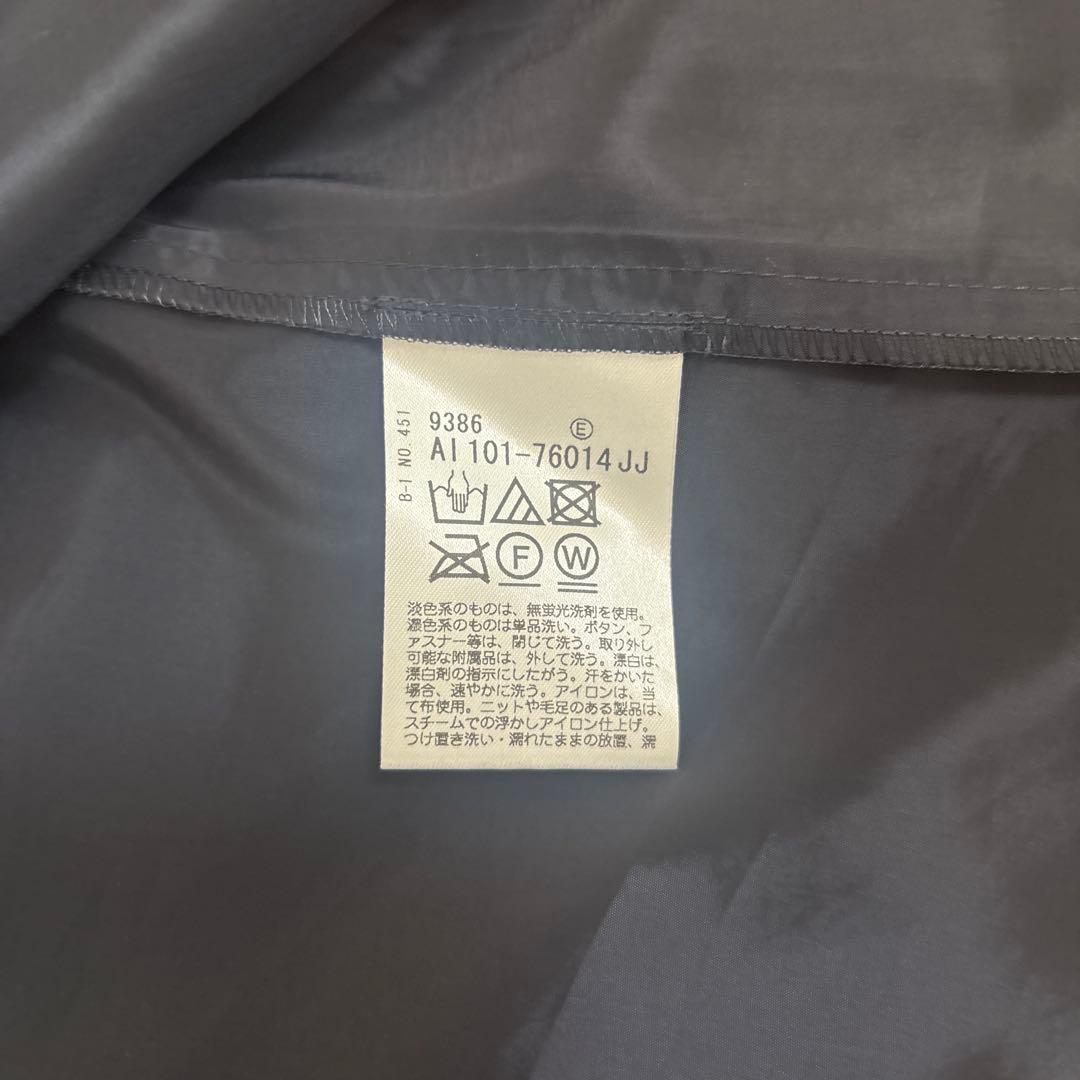 B-1 NO.451
9386 Ⓔ
AI101-76014JJ
F W
淡色系のものは、無蛍光洗剤を使用。
濃色系のものは単品洗い。ボタン、フ
ァスナー等は、閉じて洗う。取り外し
可能な附属品は、外して洗う。漂白は、
漂白剤の指示にしたがう。汗をかいた
場合、速やかに洗う。アイロンは、当
て布使用。ニットや毛足のある製品は、
スチームでの浮かしアイロン仕上げ。
つけ置き洗い・濡れたままの放置、濡